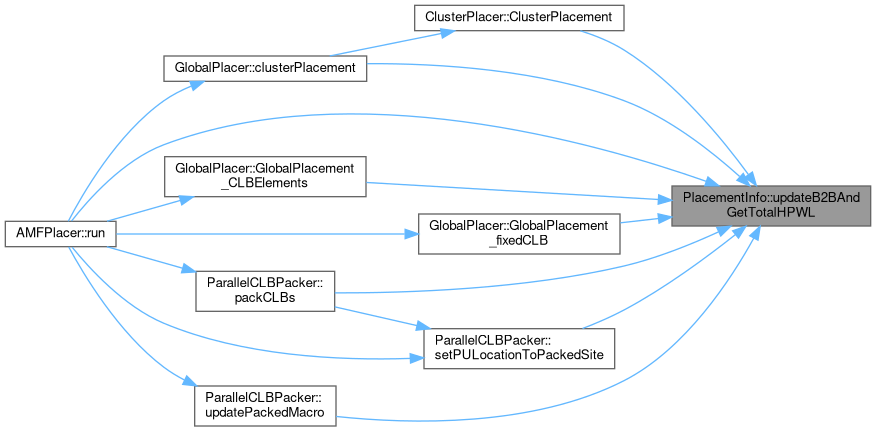 ClusterPlacer::ClusterPlacement
GlobalPlacer::clusterPlacement
GlobalPlacer::GlobalPlacement
_CLBElements
PlacementInfo::updateB2BAnd
GetTotalHPWL
AMFPlacer::run
GlobalPlacer::GlobalPlacement
_fixedCLB
ParallelCLBPacker::
packCLBs
ParallelCLBPacker::
setPULocationToPackedSite
ParallelCLBPacker::
updatePackedMacro